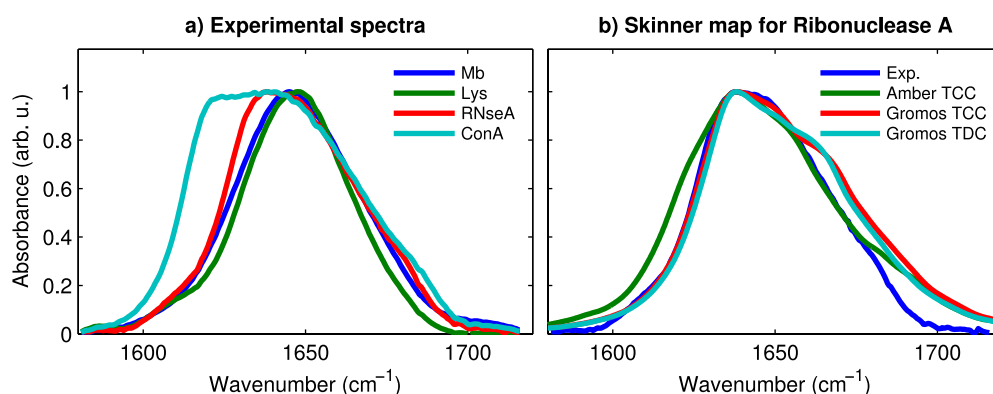 a) Experimental spectra
b) Skinner map for Ribonuclease A
Absorbance (arb. u.)
1
0.8
0.6
0.4
0.2
0
Mb
Lys
RNseA
ConA
Exp.
Amber TCC
Gromos TCC
Gromos TDC
1600
1650
1700
1600
1650
1700
Wavenumber (cm⁻¹)
Wavenumber (cm⁻¹)